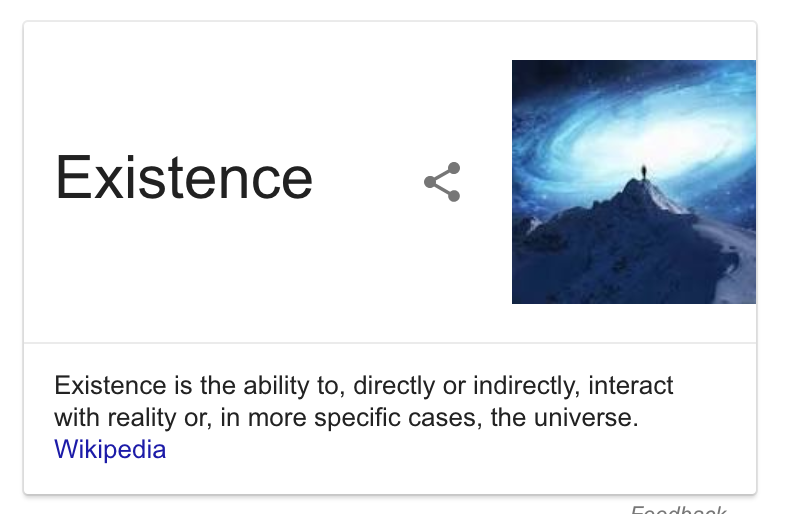 Existence
Existence is the ability to, directly or indirectly, interact
with reality or, in more specific cases, the universe.
Wikipedia
Feedback